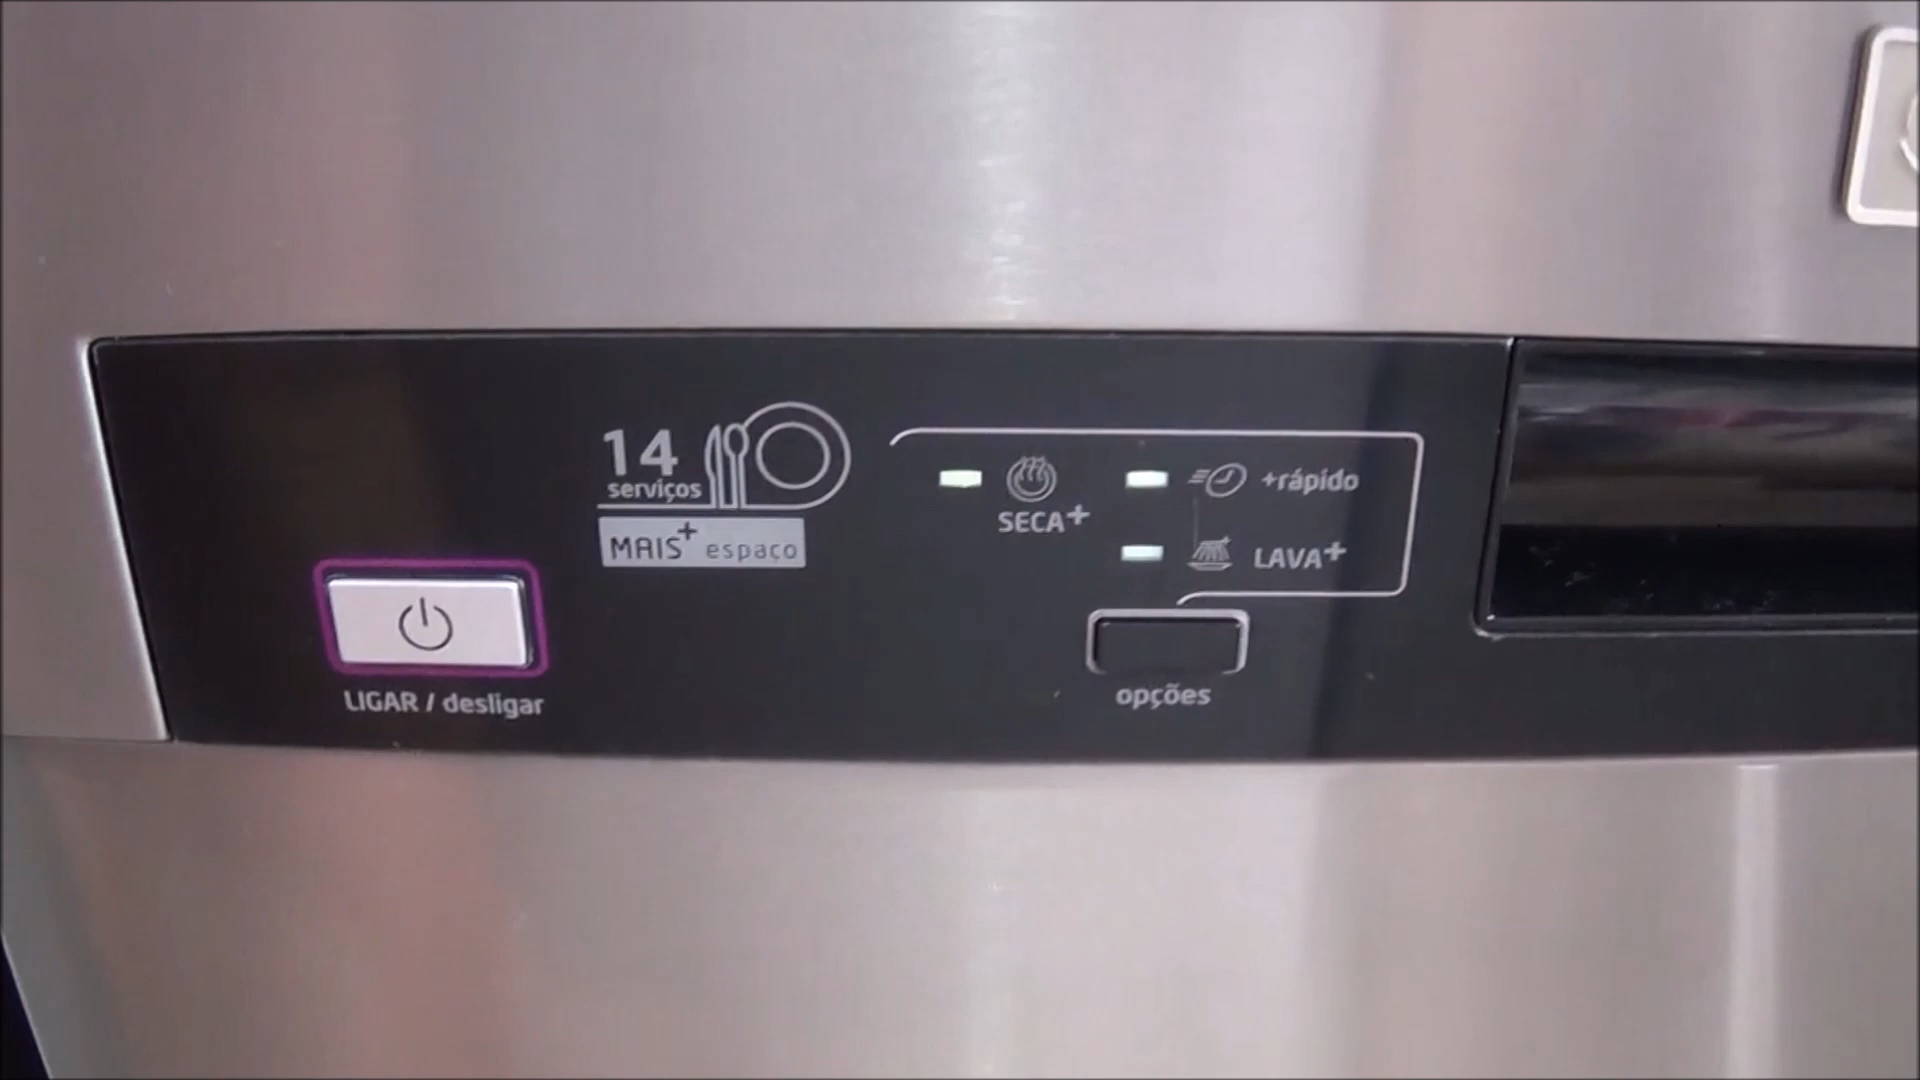 14
serviços
MAIS+ espaço
LIGAR / desligar
SECA+
+rápido
LAVA+
opções